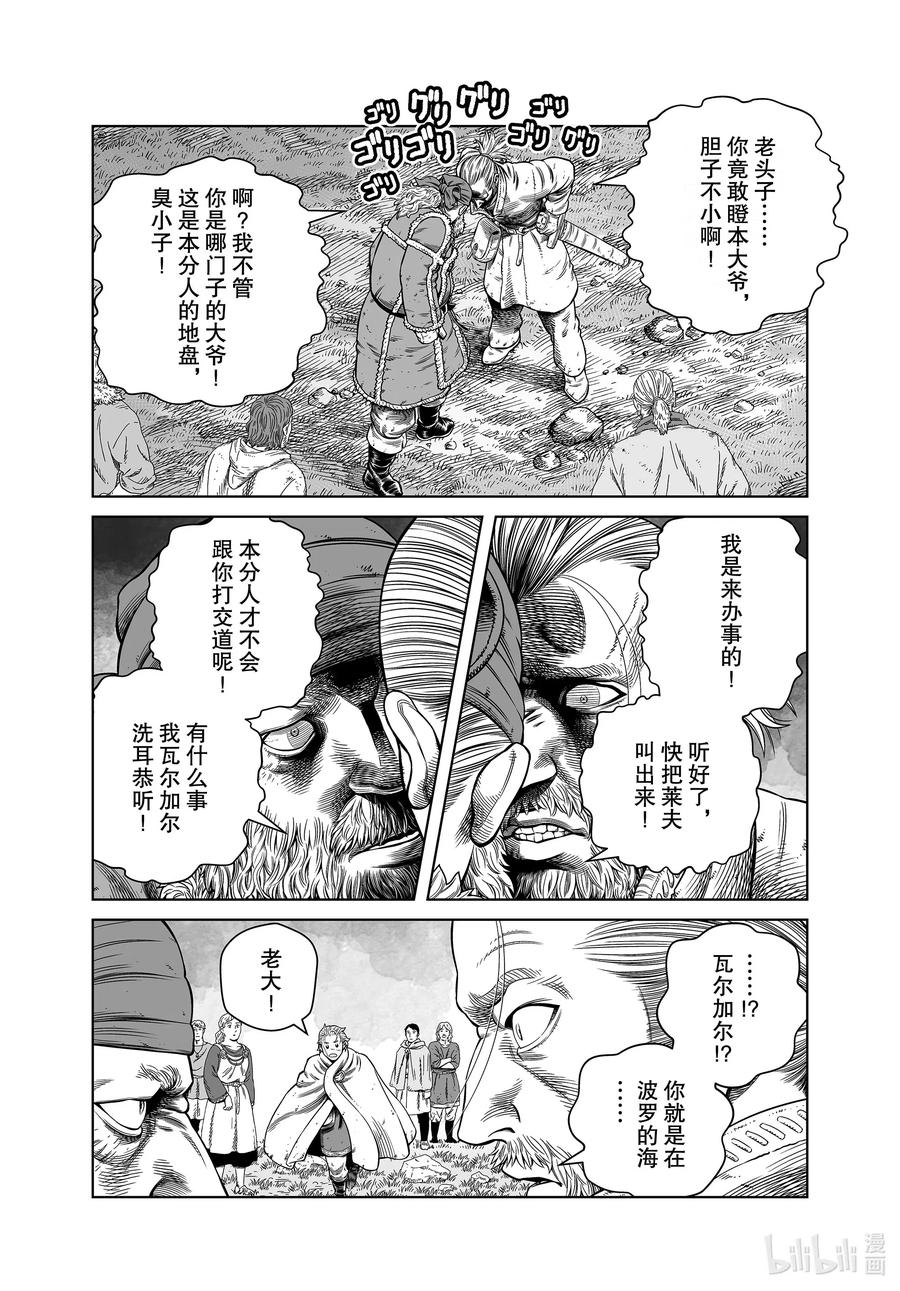 ゴリ
グリ
グリ
ゴリ
ゴリゴリ
ゴリ
グリ
ゴリ
老头子……
你竟敢瞪本大爷，
胆子不小啊！
啊？我不管
你是哪门子的大爷！
这是本分人的地盘，
臭小子！
我是来办事的！
听好了，
快把莱夫
叫出来！
本分人才不会
跟你打交道呢！
有什么事
我瓦尔加尔
洗耳恭听！
……!?
瓦尔加尔!?
你就是在
波罗的海
……
老大！
bilibili
漫画